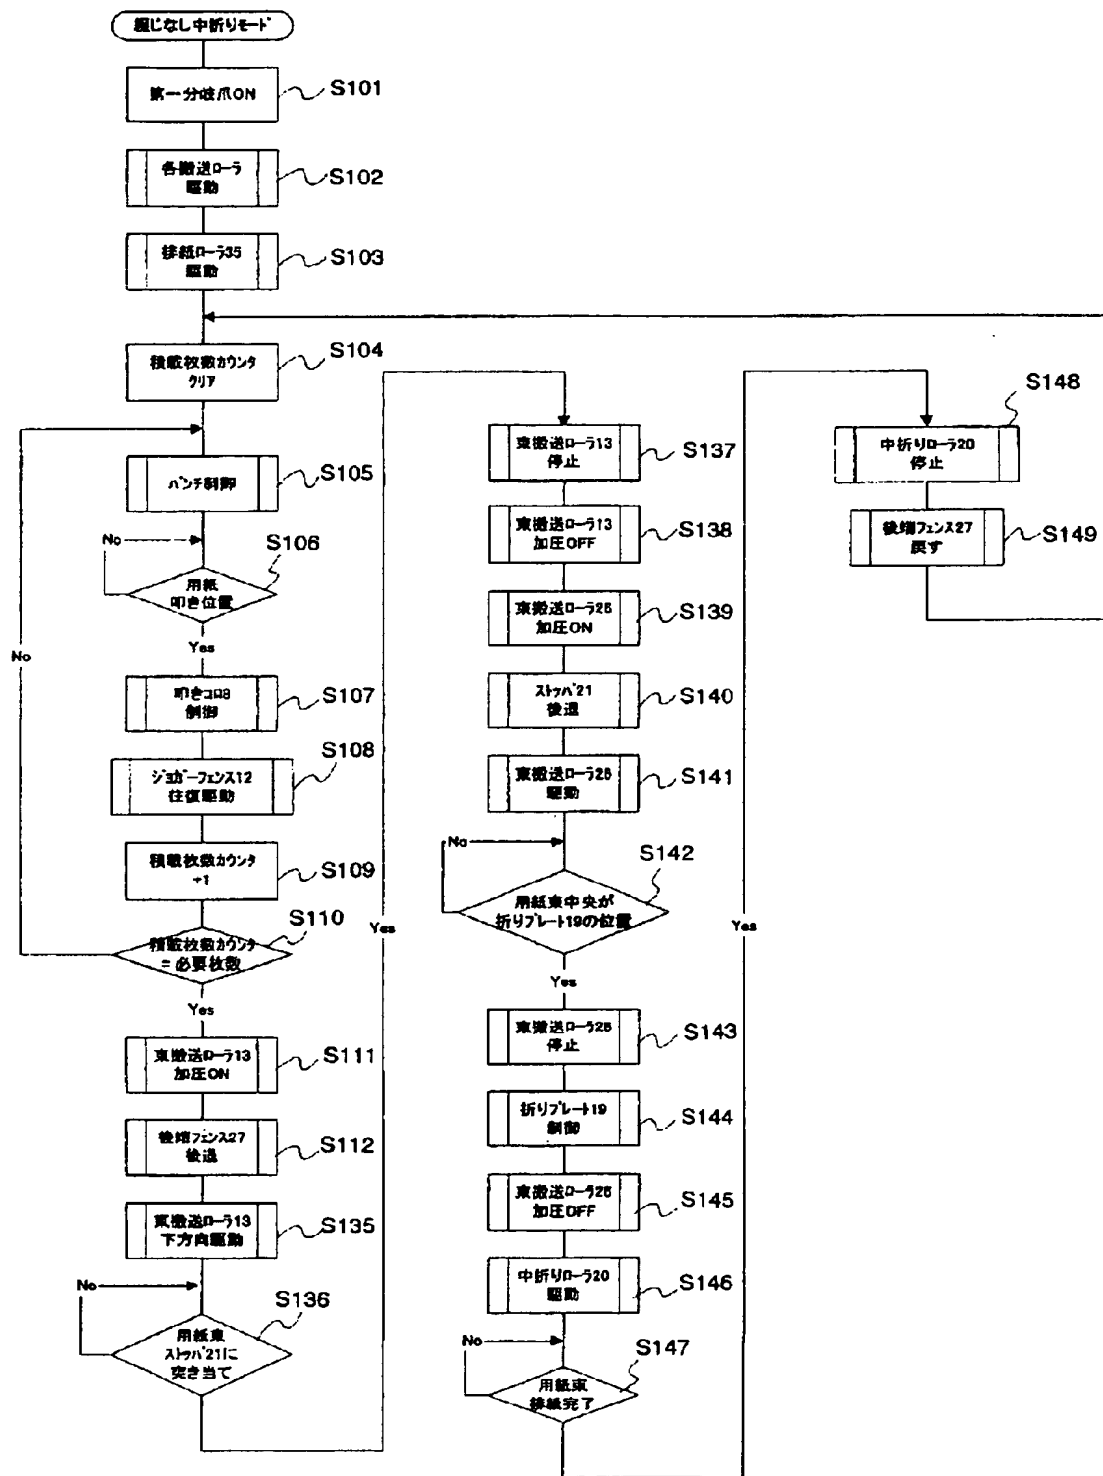 綴じなし中折りモード
第一分岐爪ON
S101
各搬送ローラ
駆動
S102
排紙ローラ35
駆動
S103
積載枚数カウンタ
クリア
S104
パンチ制御
S105
No
用紙
叩き位置
S106
Yes
No
叩きコロ8
制御
S107
ジョガーフェンス12
往復駆動
S108
積載枚数カウンタ
+1
S109
積載枚数カウンタ
= 必要枚数
S110
Yes
束搬送ローラ13
加圧ON
S111
後端フェンス27
後退
S112
束搬送ローラ13
下方向駆動
S135
No
用紙束
ストッパ21に
突き当て
S136
Yes
束搬送ローラ13
停止
S137
束搬送ローラ13
加圧OFF
S138
束搬送ローラ26
加圧ON
S139
ストッパ21
後退
S140
束搬送ローラ26
駆動
S141
No
用紙束中央が
折りプレート19の位置
S142
Yes
束搬送ローラ26
停止
S143
折りプレート19
制御
S144
束搬送ローラ26
加圧OFF
S145
中折りローラ20
駆動
S146
No
用紙束
排紙完了
S147
Yes
中折りローラ20
停止
S148
後端フェンス27
戻す
S149